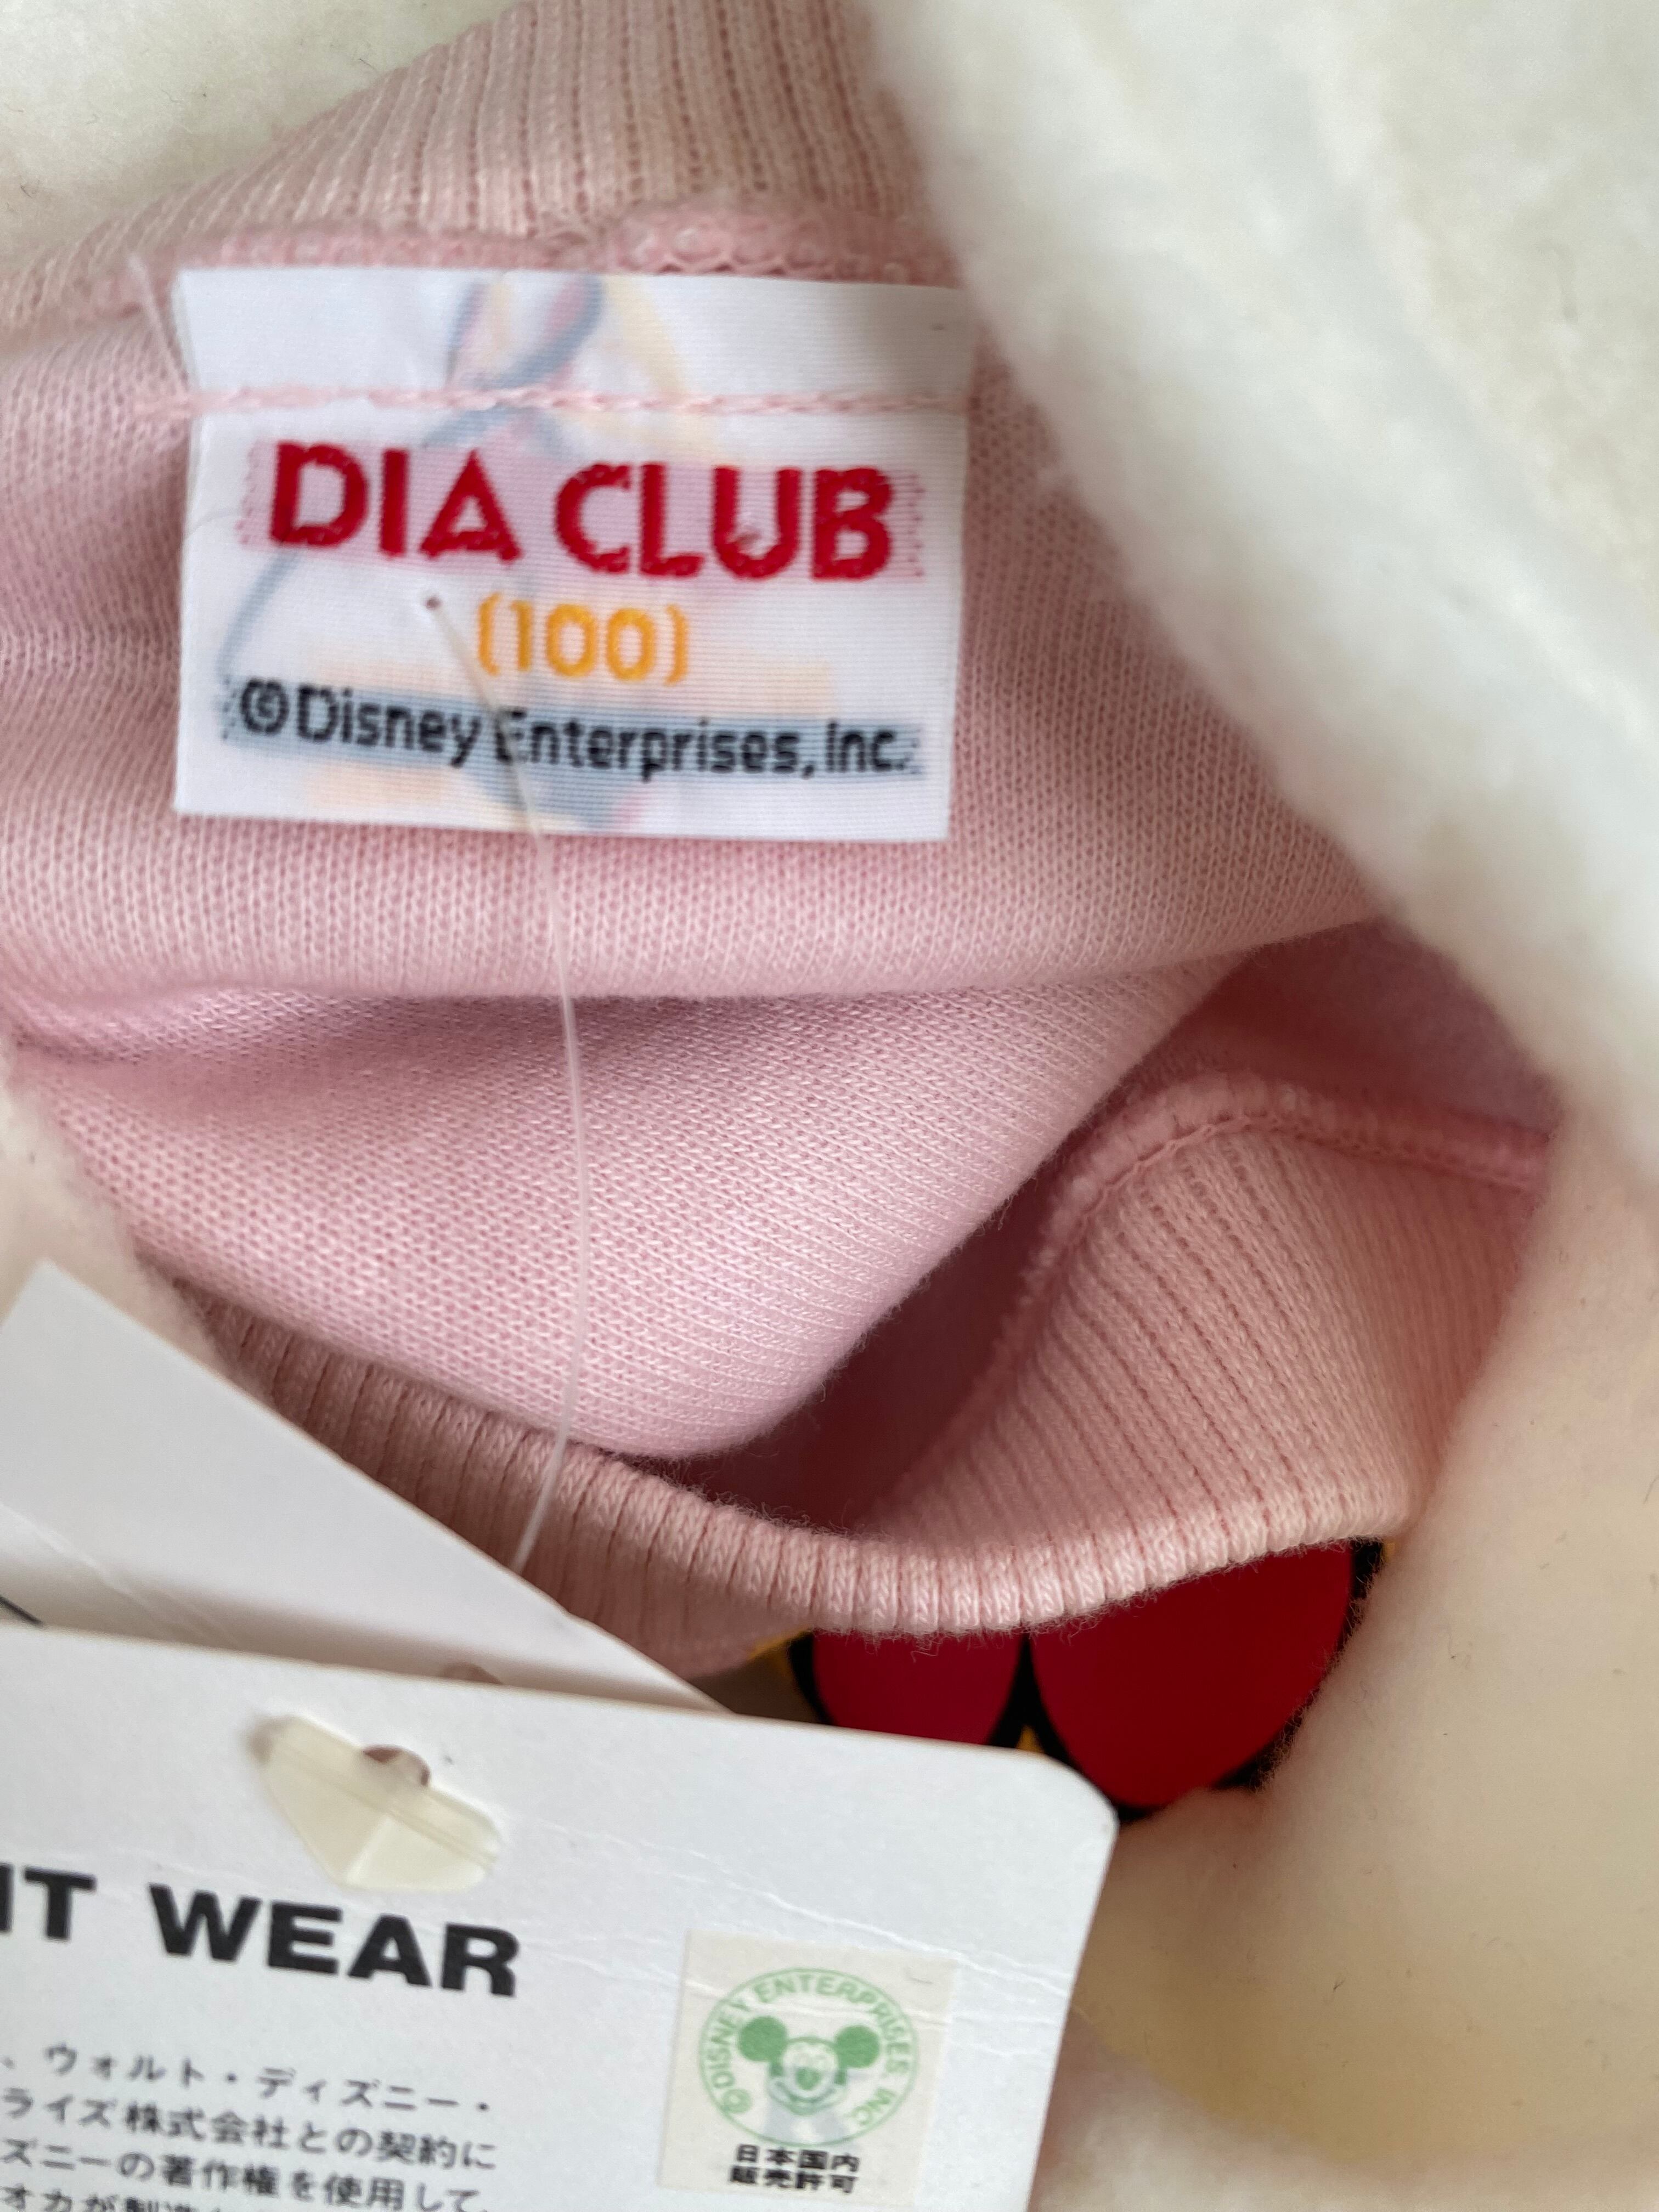 DIA CLUB
(100)
©Disney Enterprises, Inc.
WEAR
、ウォルト・ディズニー・
ライズ株式会社との契約に
ズニーの著作権を使用して、
©DISNEY ENTERPRISES, INC.
日本国内
販売許可